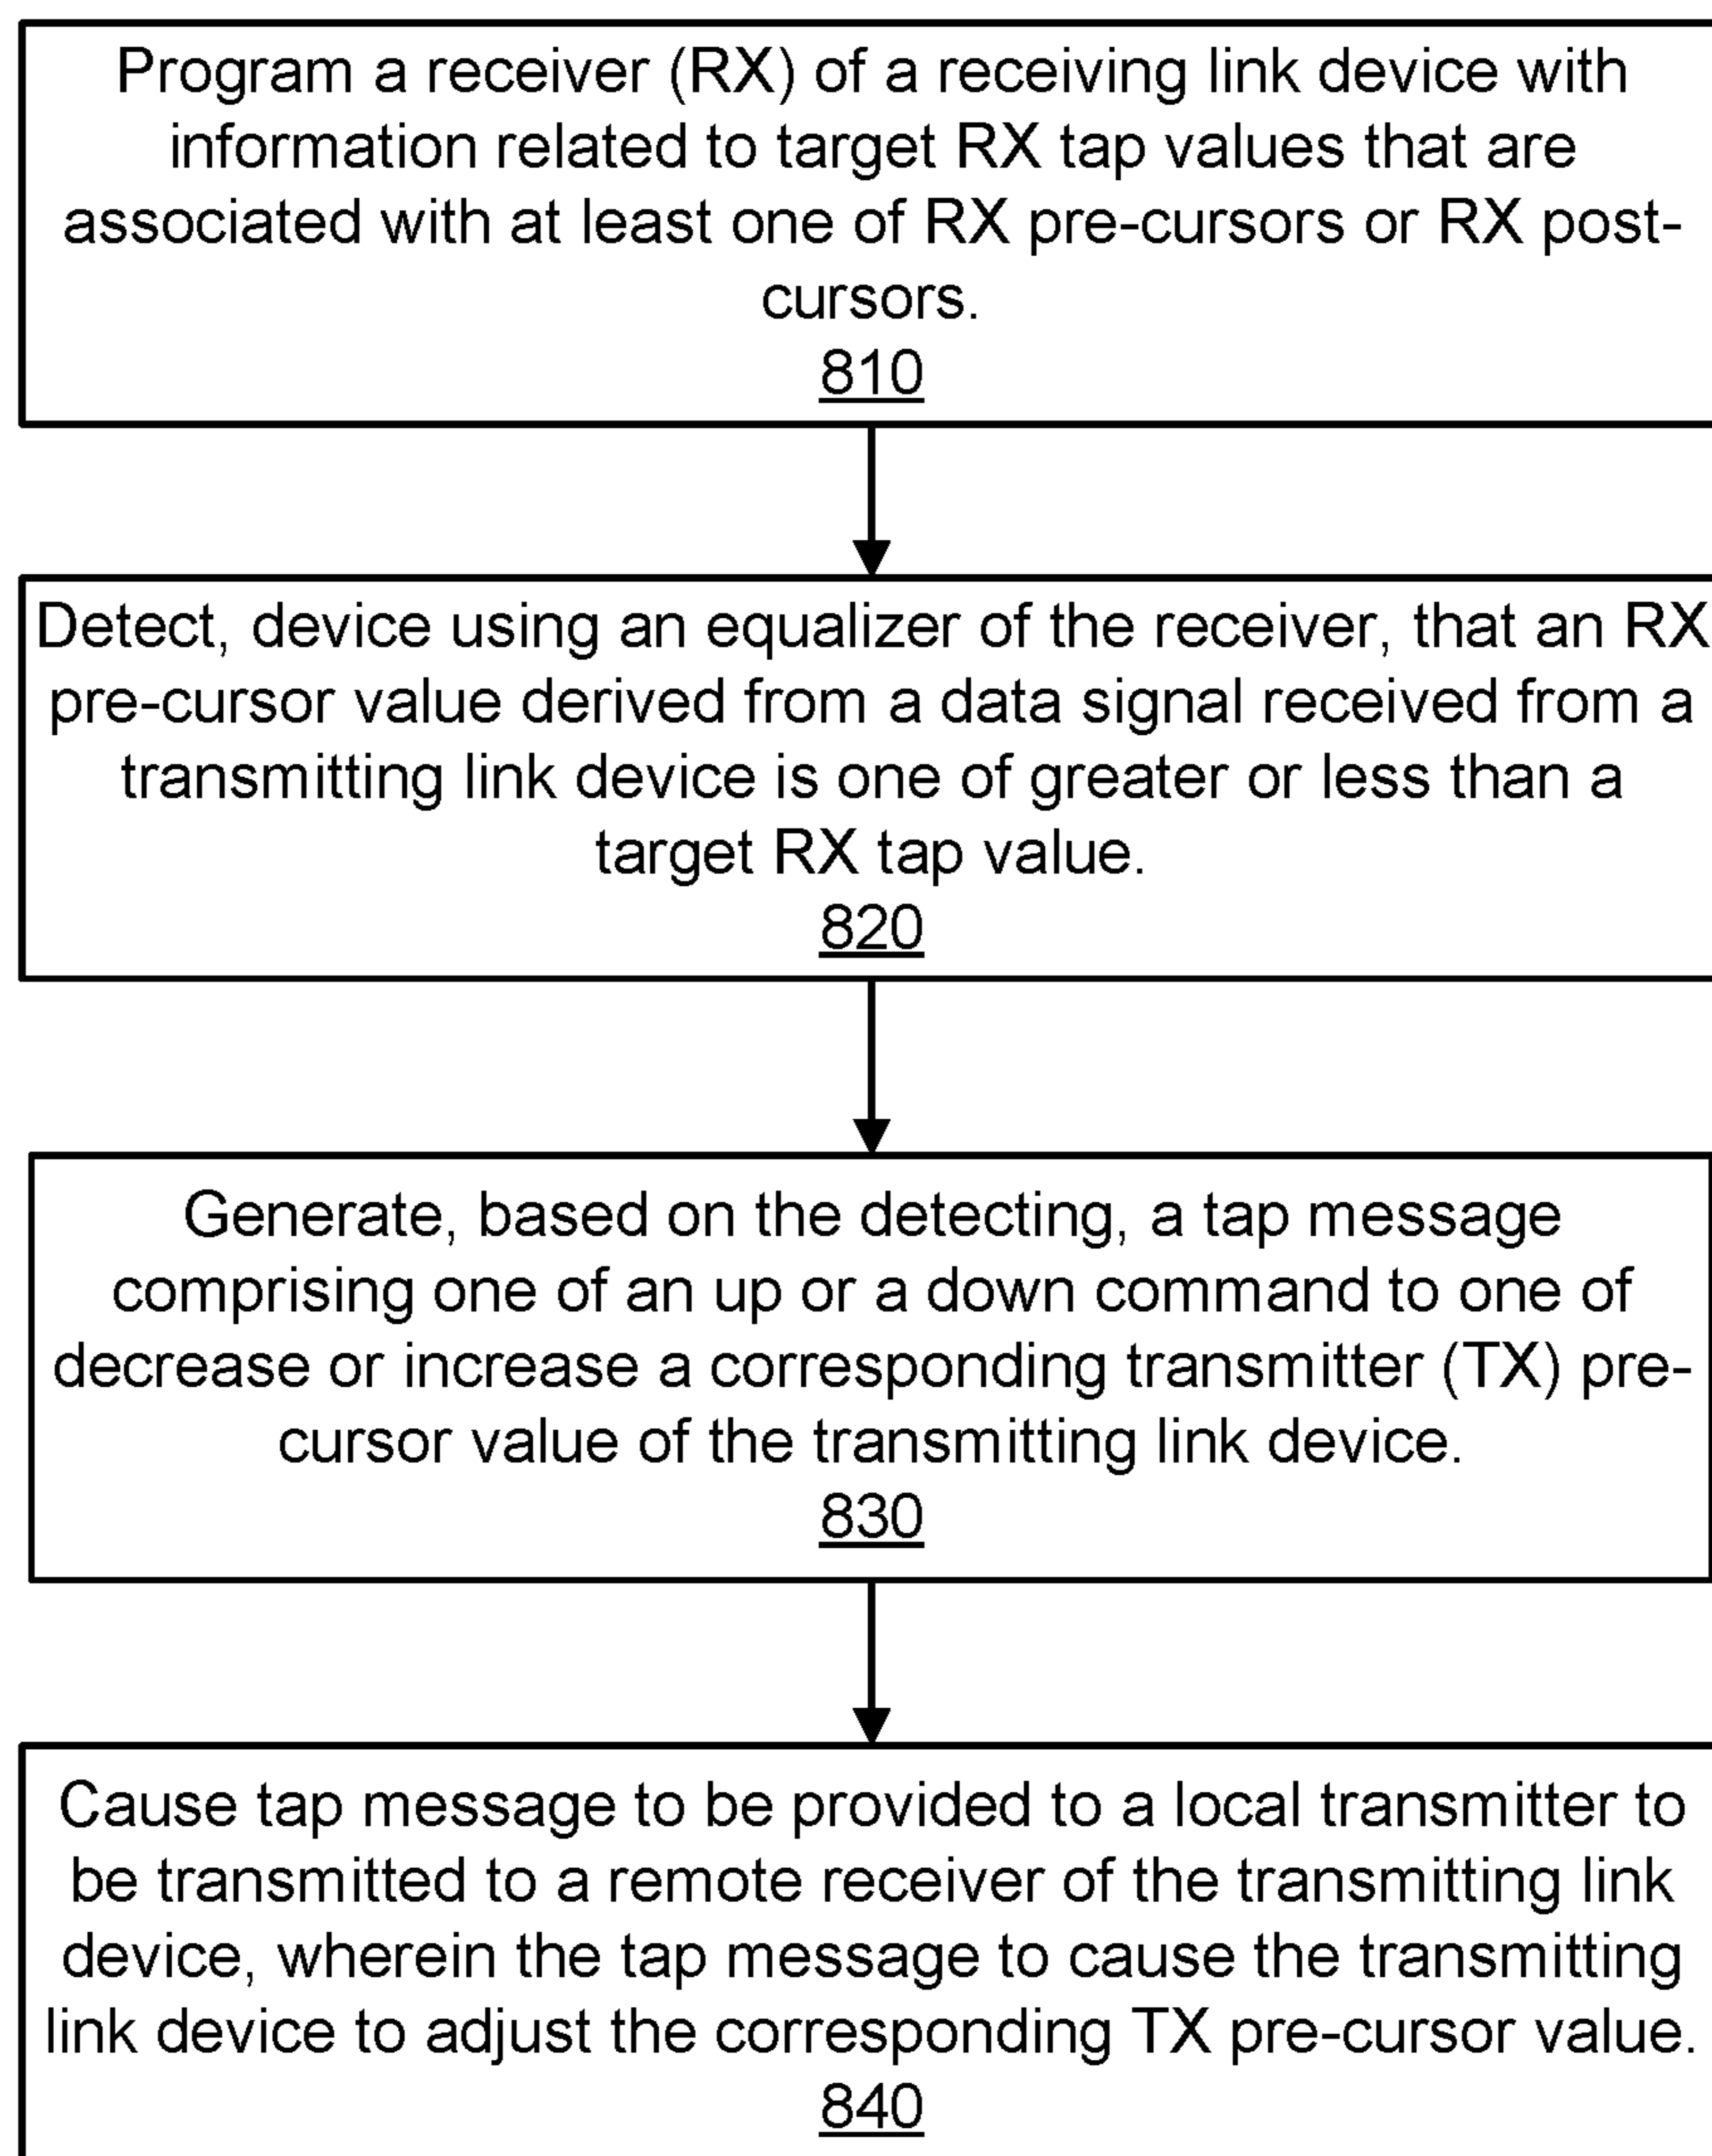 Program a receiver (RX) of a receiving link device with
information related to target RX tap values that are
associated with at least one of RX pre-cursors or RX post-
cursors.
810
Detect, device using an equalizer of the receiver, that an RX
pre-cursor value derived from a data signal received from a
transmitting link device is one of greater or less than a
target RX tap value.
820
Generate, based on the detecting, a tap message
comprising one of an up or a down command to one of
decrease or increase a corresponding transmitter (TX) pre-
cursor value of the transmitting link device.
830
Cause tap message to be provided to a local transmitter to
be transmitted to a remote receiver of the transmitting link
device, wherein the tap message to cause the transmitting
link device to adjust the corresponding TX pre-cursor value.
840